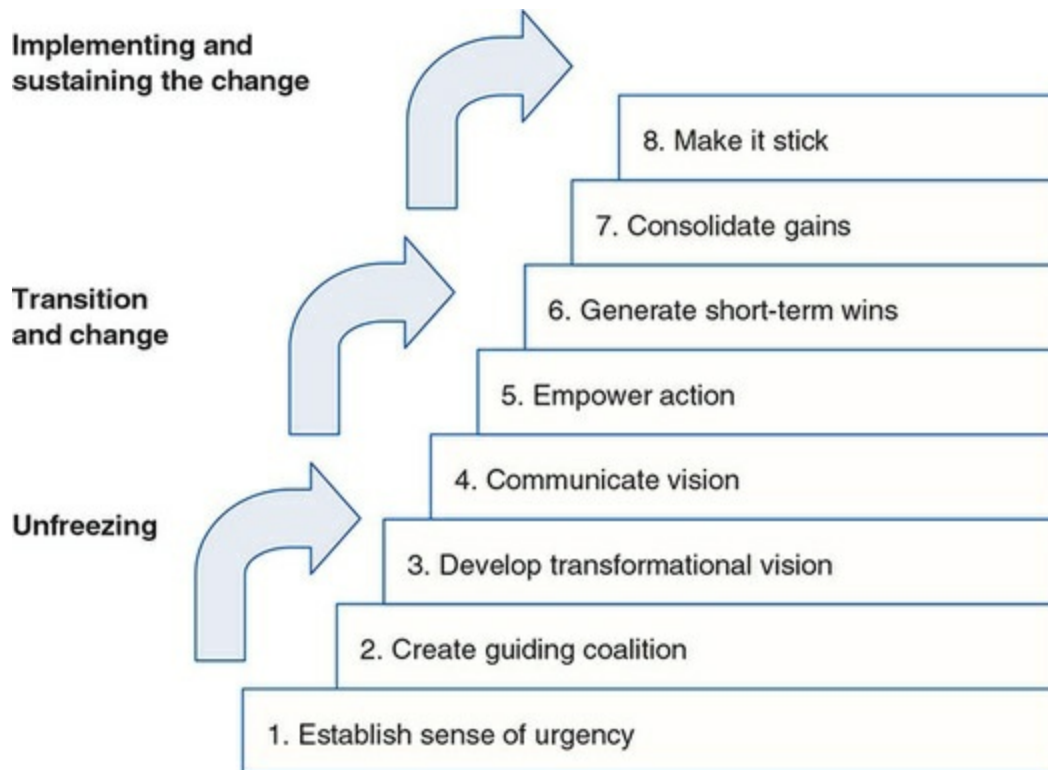 Implementing and
sustaining the change
8. Make it stick
7. Consolidate gains
Transition
and change
6. Generate short-term wins
5. Empower action
4. Communicate vision
Unfreezing
3. Develop transformational vision
2. Create guiding coalition
1. Establish sense of urgency